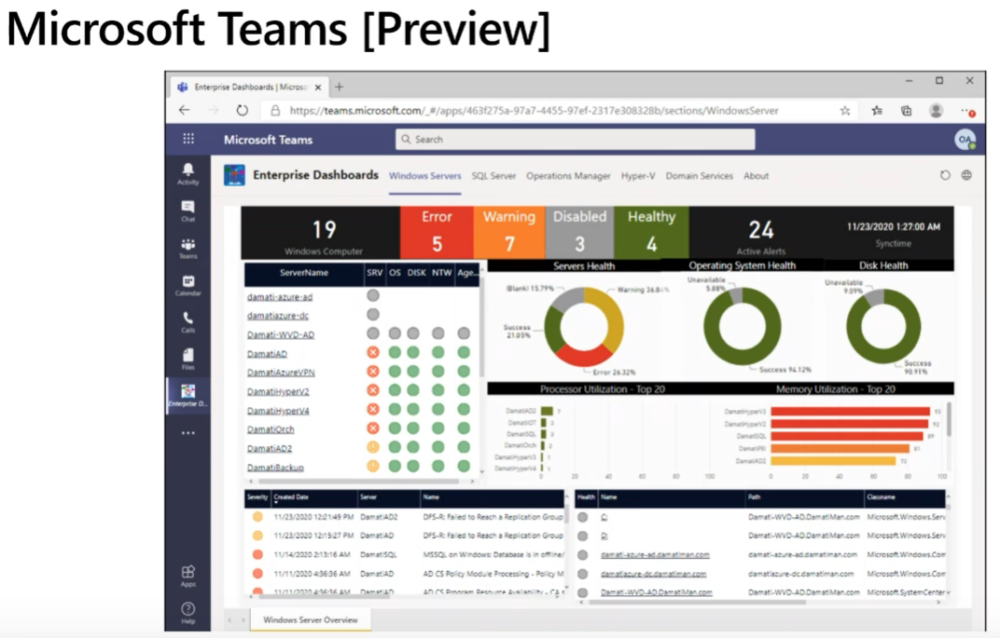 Microsoft Teams [Preview]
Enterprise Dashboards | Microsc
https://teams.microsoft.com/_#/apps/463f275a-97a7-4455-97ef-2317e308328b/sections/WindowsServer
Microsoft Teams
Search
OA
Activity
Chat
Teams
Calendar
Calls
Files
Enterprise D...
Apps
Help
Enterprise Dashboards Windows Servers SQL Server Operations Manager Hyper-V Domain Services About
19
Windows Computer
Error
5
Warning
7
Disabled
3
Healthy
4
24
Active Alerts
11/23/2020 1:27:00 AM
Synctime
ServerName SRV OS DISK NTW Age...
damati-azure-ad
damatiazure-dc
Damati-WVD-AD
DamatiAD
DamatiAzureVPN
DamatiHyperV2
DamatiHyperV4
DamatiOrch
DamatiAD2
DamatiBackup
Servers Health
(Blank) 15.79%
Warning 36.84%
Success
21.05%
Error 26.32%
Operating System Health
Unavailable
5.88%
Success 94.12%
Disk Health
Unavailable
9.09%
Success
90.91%
Processor Utilization - Top 20
DamatiAD2 7
DamatiIOT 3
DamatiSQL 3
DamatiOrch 2
DamatiHyperV3 1
DamatiHyperV4 1
0 20 40 60 80 100
Memory Utilization - Top 20
DamatiHyperV3 93
DamatiHyperV2 92
DamatiSQL 89
DamatiPBI 81
DamatiAD2 73
0 20 40 60 80 100
Severity Created Date Server Name
11/23/2020 12:21:49 PM DamatiAD2 DFS-R: Failed to Reach a Replication Group
11/23/2020 12:15:27 PM DamatiAD DFS-R: Failed to Reach a Replication Group
11/14/2020 2:13:16 AM DamatiSQL MSSQL on Windows: Database is in offline/
11/11/2020 4:36:36 AM DamatiAD AD CS Policy Module Processing - Policy M
11/11/2020 4:36:36 AM DamatiAD AD CS Program Resource Availability - CA s
Health Name Path Classname
C: Damati-WVD-AD.DamatiMan.com Microsoft.Windows.Serv
D: Damati-WVD-AD.DamatiMan.com Microsoft.Windows.Serv
damati-azure-ad.damatiman.com damati-azure-ad.damatiman.com Microsoft.Windows.Com
damatiazure-dc.damatiman.com damatiazure-dc.damatiman.com Microsoft.Windows.Com
Damati-WVD-AD.DamatiMan.com Damati-WVD-AD.DamatiMan.com Microsoft.SystemCenter
Windows Server Overview